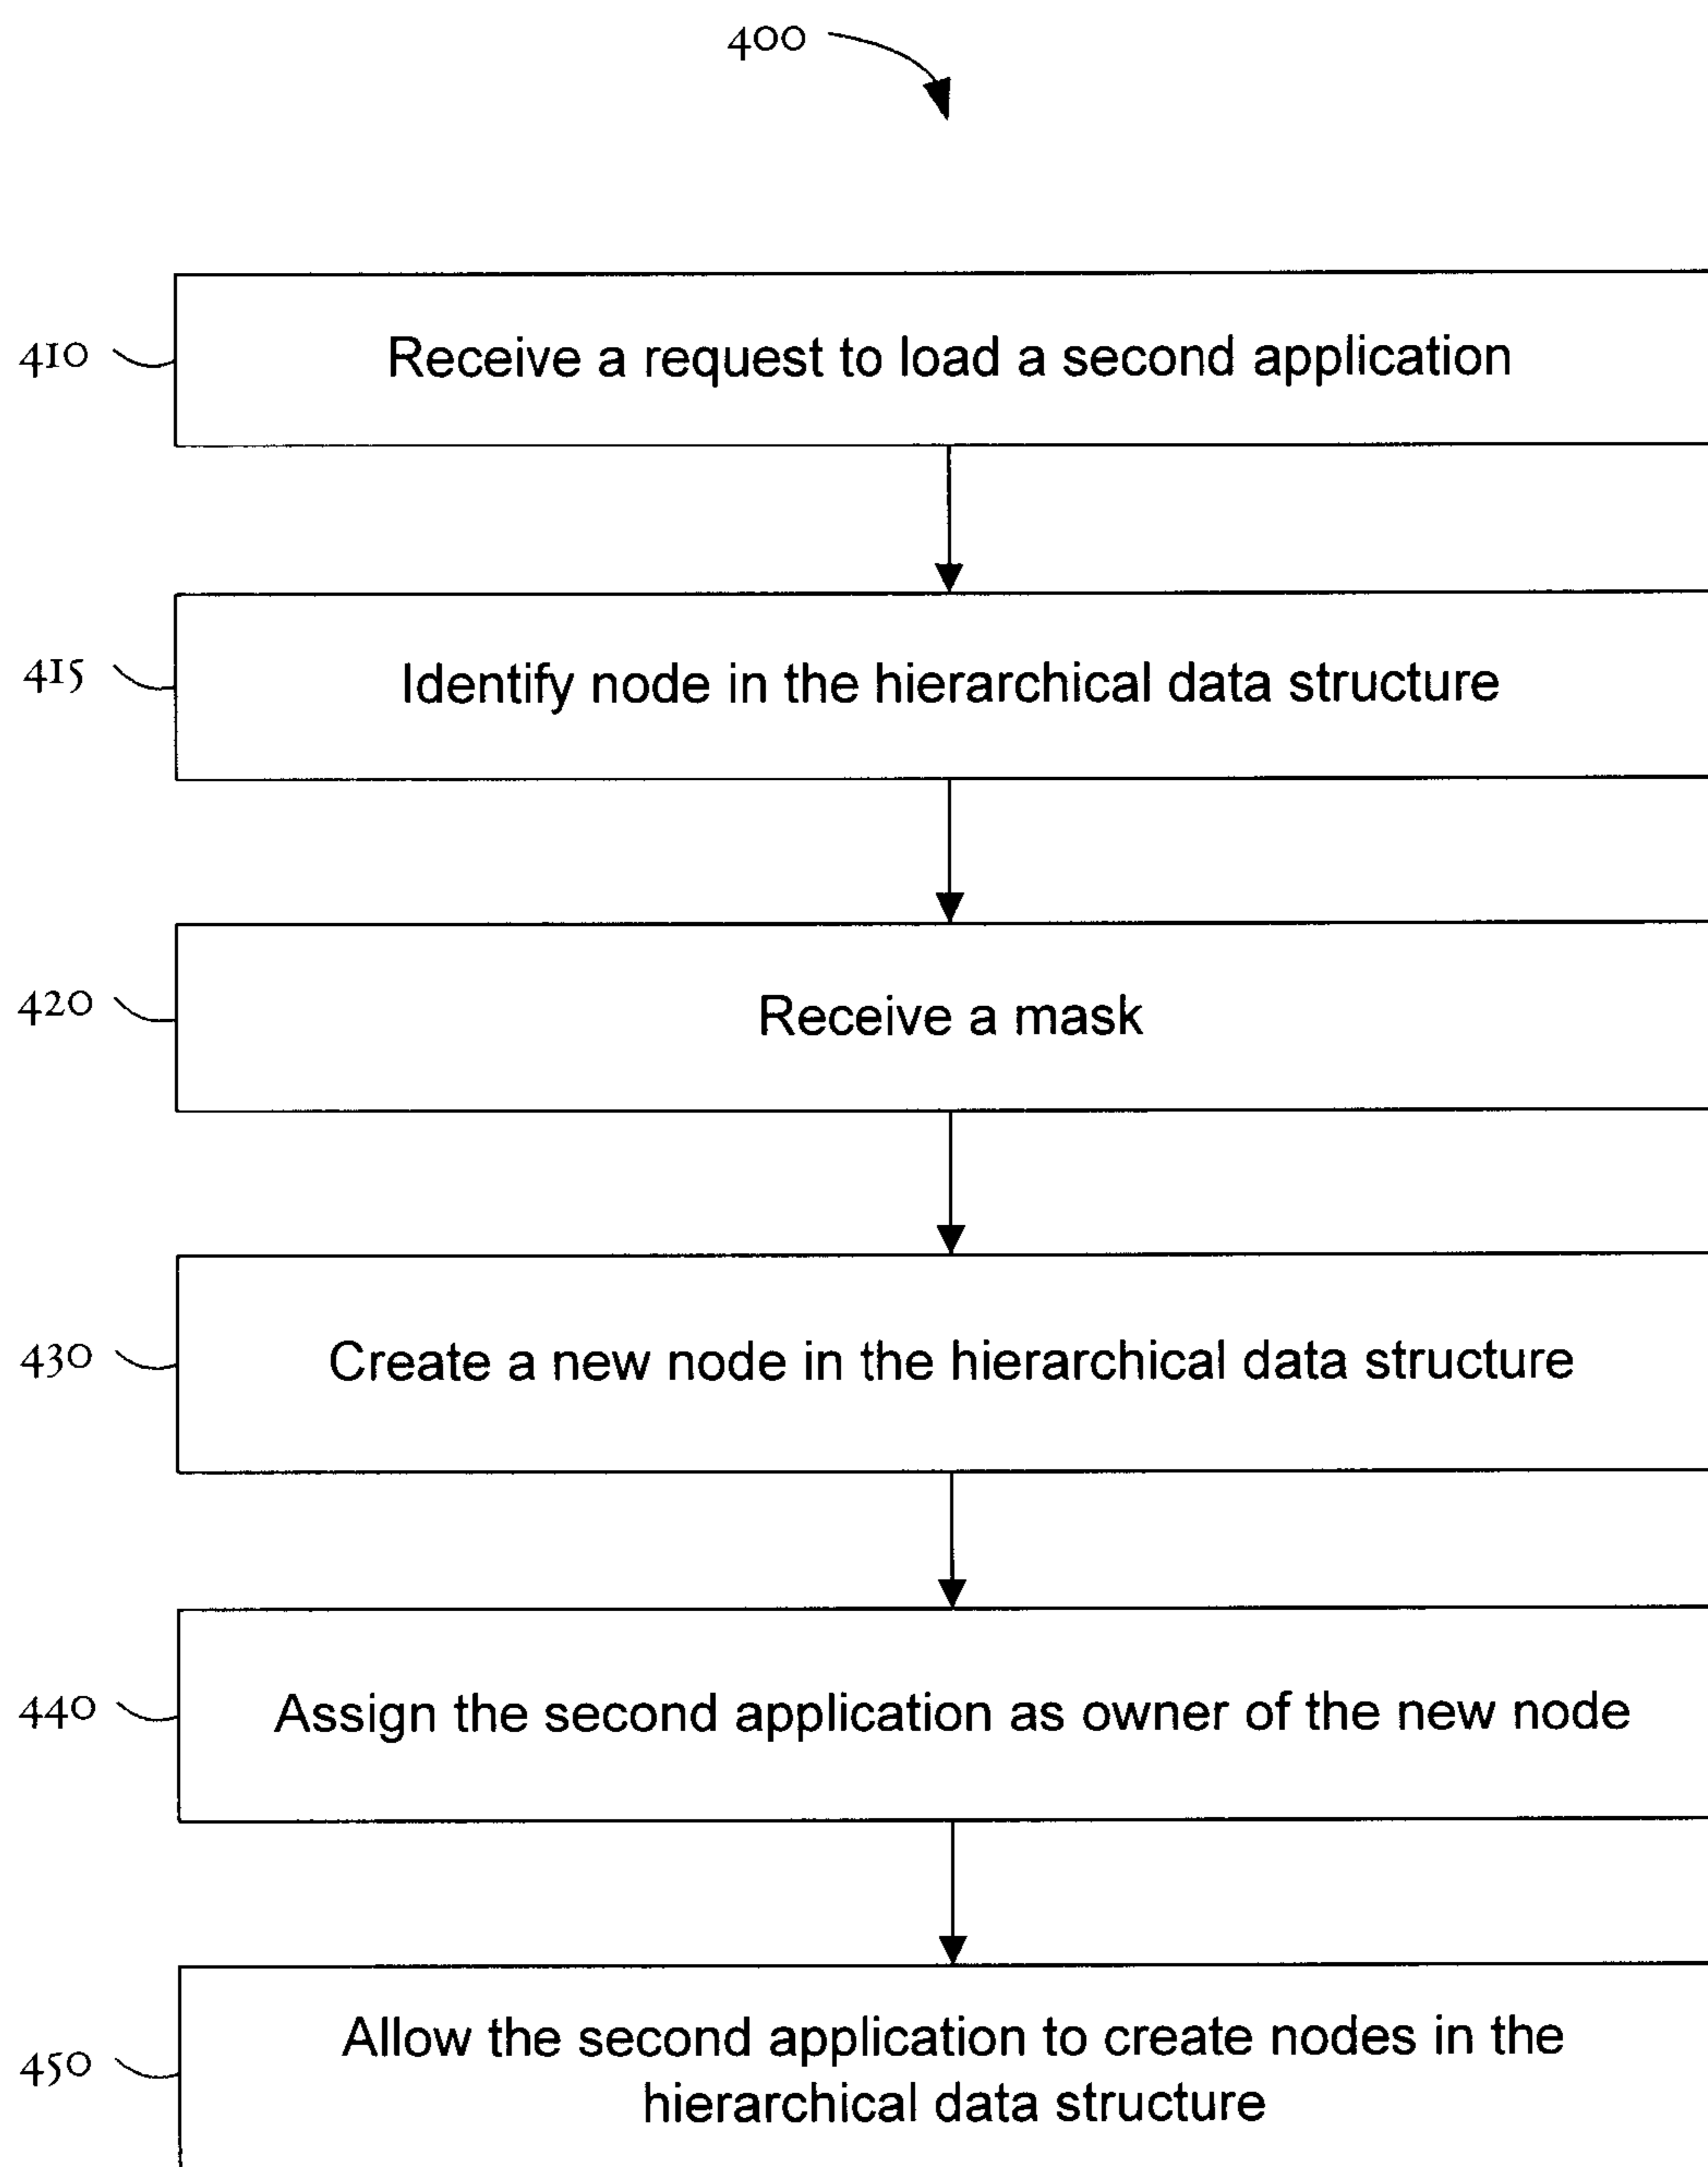 400
410 Receive a request to load a second application
415 Identify node in the hierarchical data structure
420 Receive a mask
430 Create a new node in the hierarchical data structure
440 Assign the second application as owner of the new node
450 Allow the second application to create nodes in the
hierarchical data structure